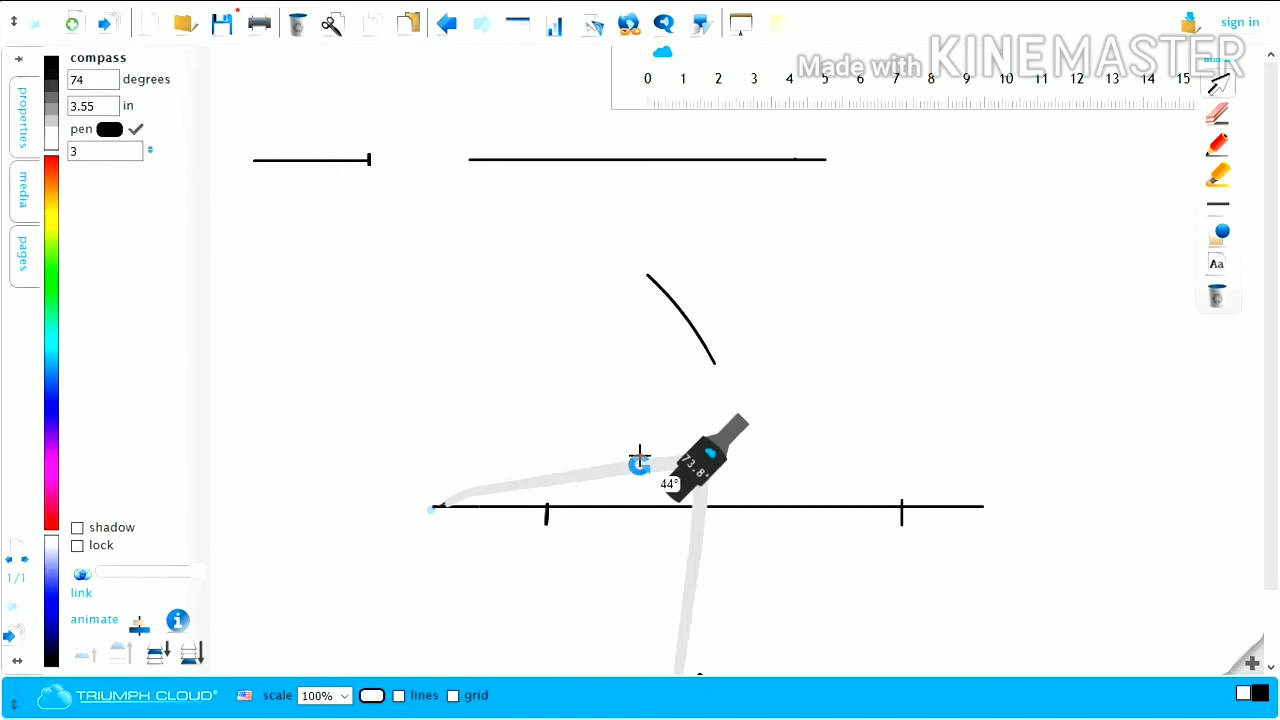 sign in
Made with KINEMASTER
compass
74 degrees
3.55 in
pen
3
properties
media
pages
0 1 2 3 4 5 6 7 8 9 10 11 12 13 14 15
Aa
73.8°
44°
shadow
lock
1/1
link
animate
TRIUMPH CLOUD
scale 100% lines grid